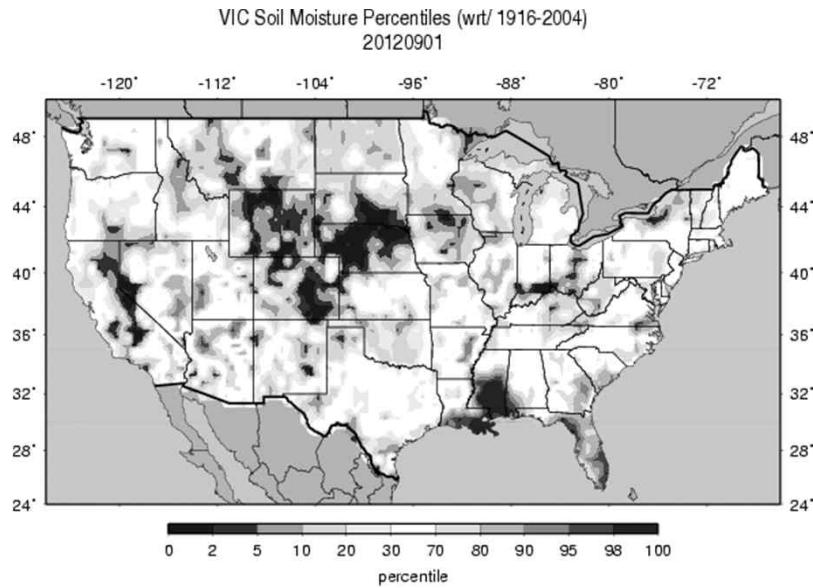 VIC Soil Moisture Percentiles (wrt/ 1916-2004)
20120901
-120° -112° -104° -96° -88° -80° -72°
48° 48°
44° 44°
40° 40°
36° 36°
32° 32°
28° 28°
24° 24°
0 2 5 10 20 30 70 80 90 95 98 100
percentile